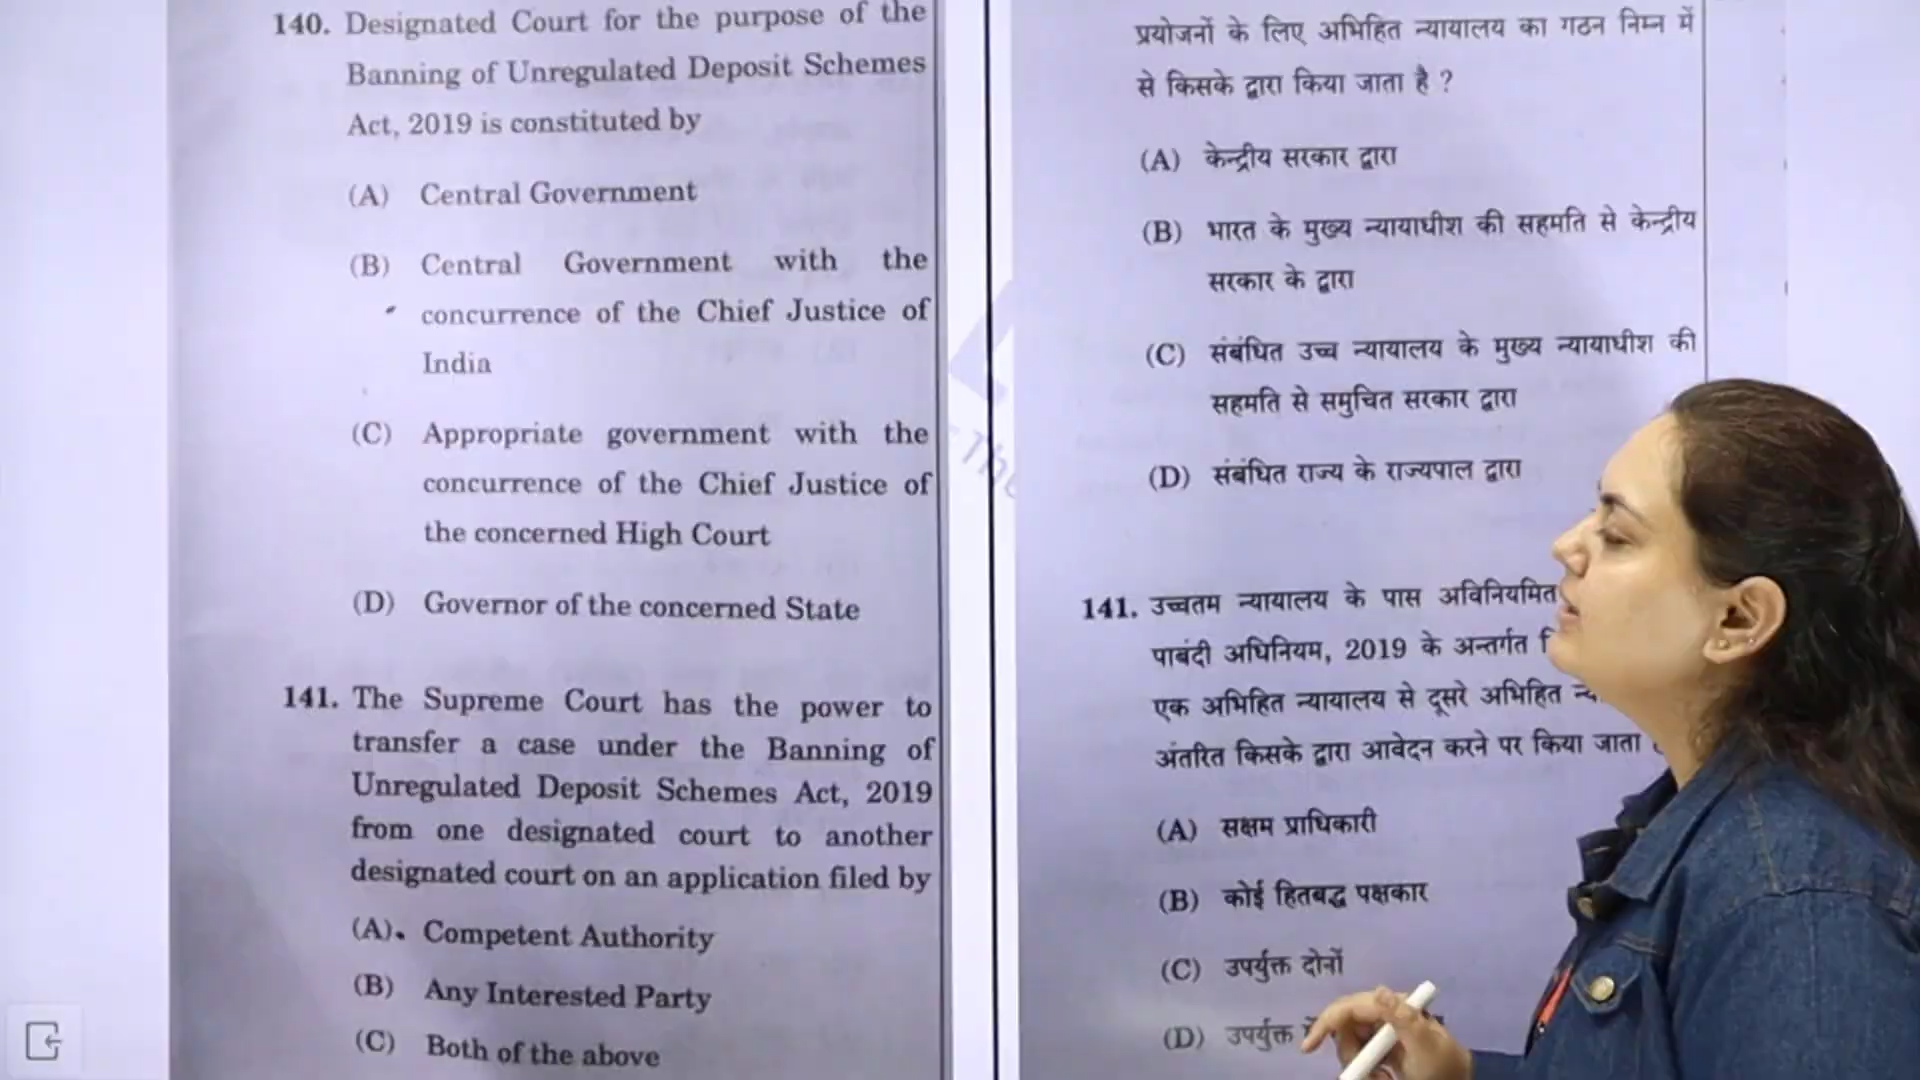 140. Designated Court for the purpose of the
Banning of Unregulated Deposit Schemes
Act, 2019 is constituted by
(A) Central Government
(B) Central Government with the
concurrence of the Chief Justice of
India
(C) Appropriate government with the
concurrence of the Chief Justice of
the concerned High Court
(D) Governor of the concerned State
141. The Supreme Court has the power to
transfer a case under the Banning of
Unregulated Deposit Schemes Act, 2019
from one designated court to another
designated court on an application filed by
(A). Competent Authority
(B) Any Interested Party
(C) Both of the above
प्रयोजनों के लिए अभिहित न्यायालय का गठन निम्न में
से किसके द्वारा किया जाता है ?
(A) केन्द्रीय सरकार द्वारा
(B) भारत के मुख्य न्यायाधीश की सहमति से केन्द्रीय
सरकार के द्वारा
(C) संबंधित उच्च न्यायालय के मुख्य न्यायाधीश की
सहमति से समुचित सरकार द्वारा
(D) संबंधित राज्य के राज्यपाल द्वारा
141. उच्चतम न्यायालय के पास अविनियमित
पाबंदी अधिनियम, 2019 के अन्तर्गत
एक अभिहित न्यायालय से दूसरे अभिहित
अंतरित किसके द्वारा आवेदन करने पर किया जाता
(A) सक्षम प्राधिकारी
(B) कोई हितबद्ध पक्षकार
(C) उपर्युक्त दोनों
(D) उपर्युक्त